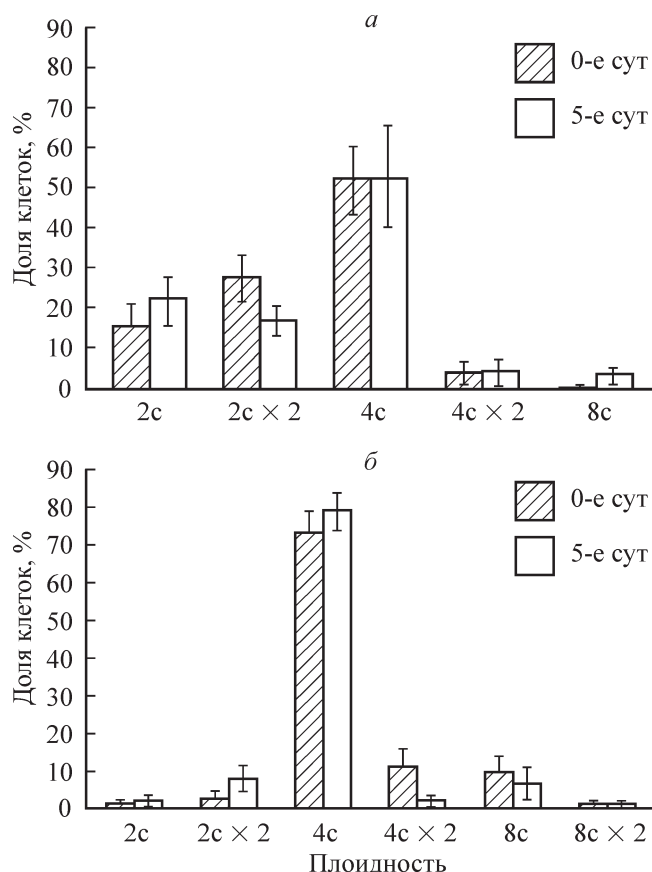 а
90
80
70
60
50
40
30
20
10
0
Доля клеток, %
0-е сут
5-е сут
2с
2с × 2
4с
4с × 2
8с
б
90
80
70
60
50
40
30
20
10
0
Доля клеток, %
0-е сут
5-е сут
2с
2с × 2
4с
4с × 2
8с
8с × 2
Плоидность